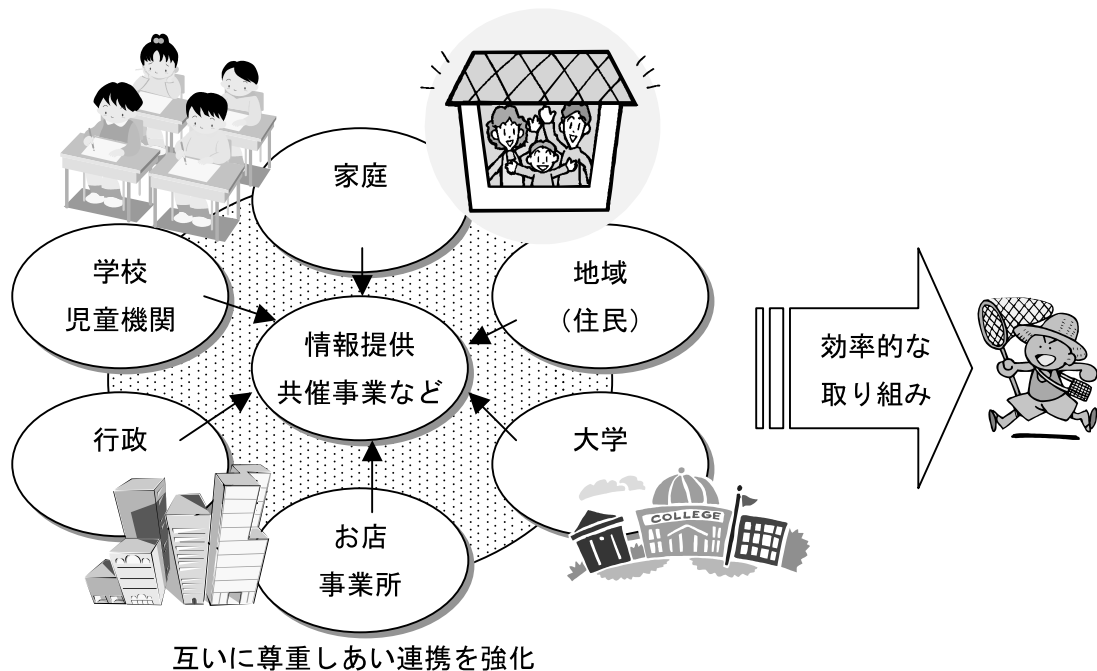 家庭
学校
児童機関
地域
（住民）
情報提供
共催事業など
効率的な
取り組み
行政
大学
COLLEGE
お店
事業所
互いに尊重しあい連携を強化